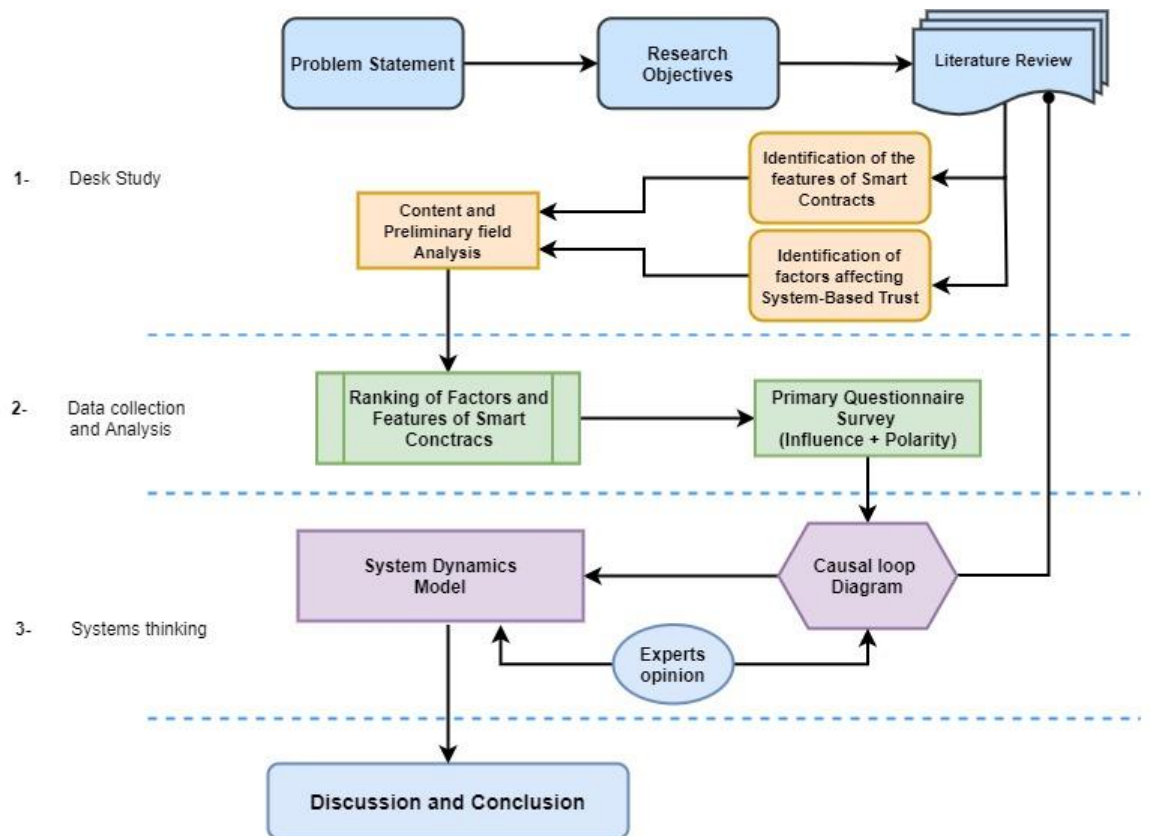 Problem Statement
Research
Objectives
Literature Review
1- Desk Study
Identification of the
features of Smart
Contracts
Content and
Preliminary field
Analysis
Identification of
factors affecting
System-Based Trust
2- Data collection
and Analysis
Ranking of Factors and
Features of Smart
Conctracs
Primary Questionnaire
Survey
(Influence + Polarity)
System Dynamics
Model
Causal loop
Diagram
3- Systems thinking
Experts
opinion
Discussion and Conclusion